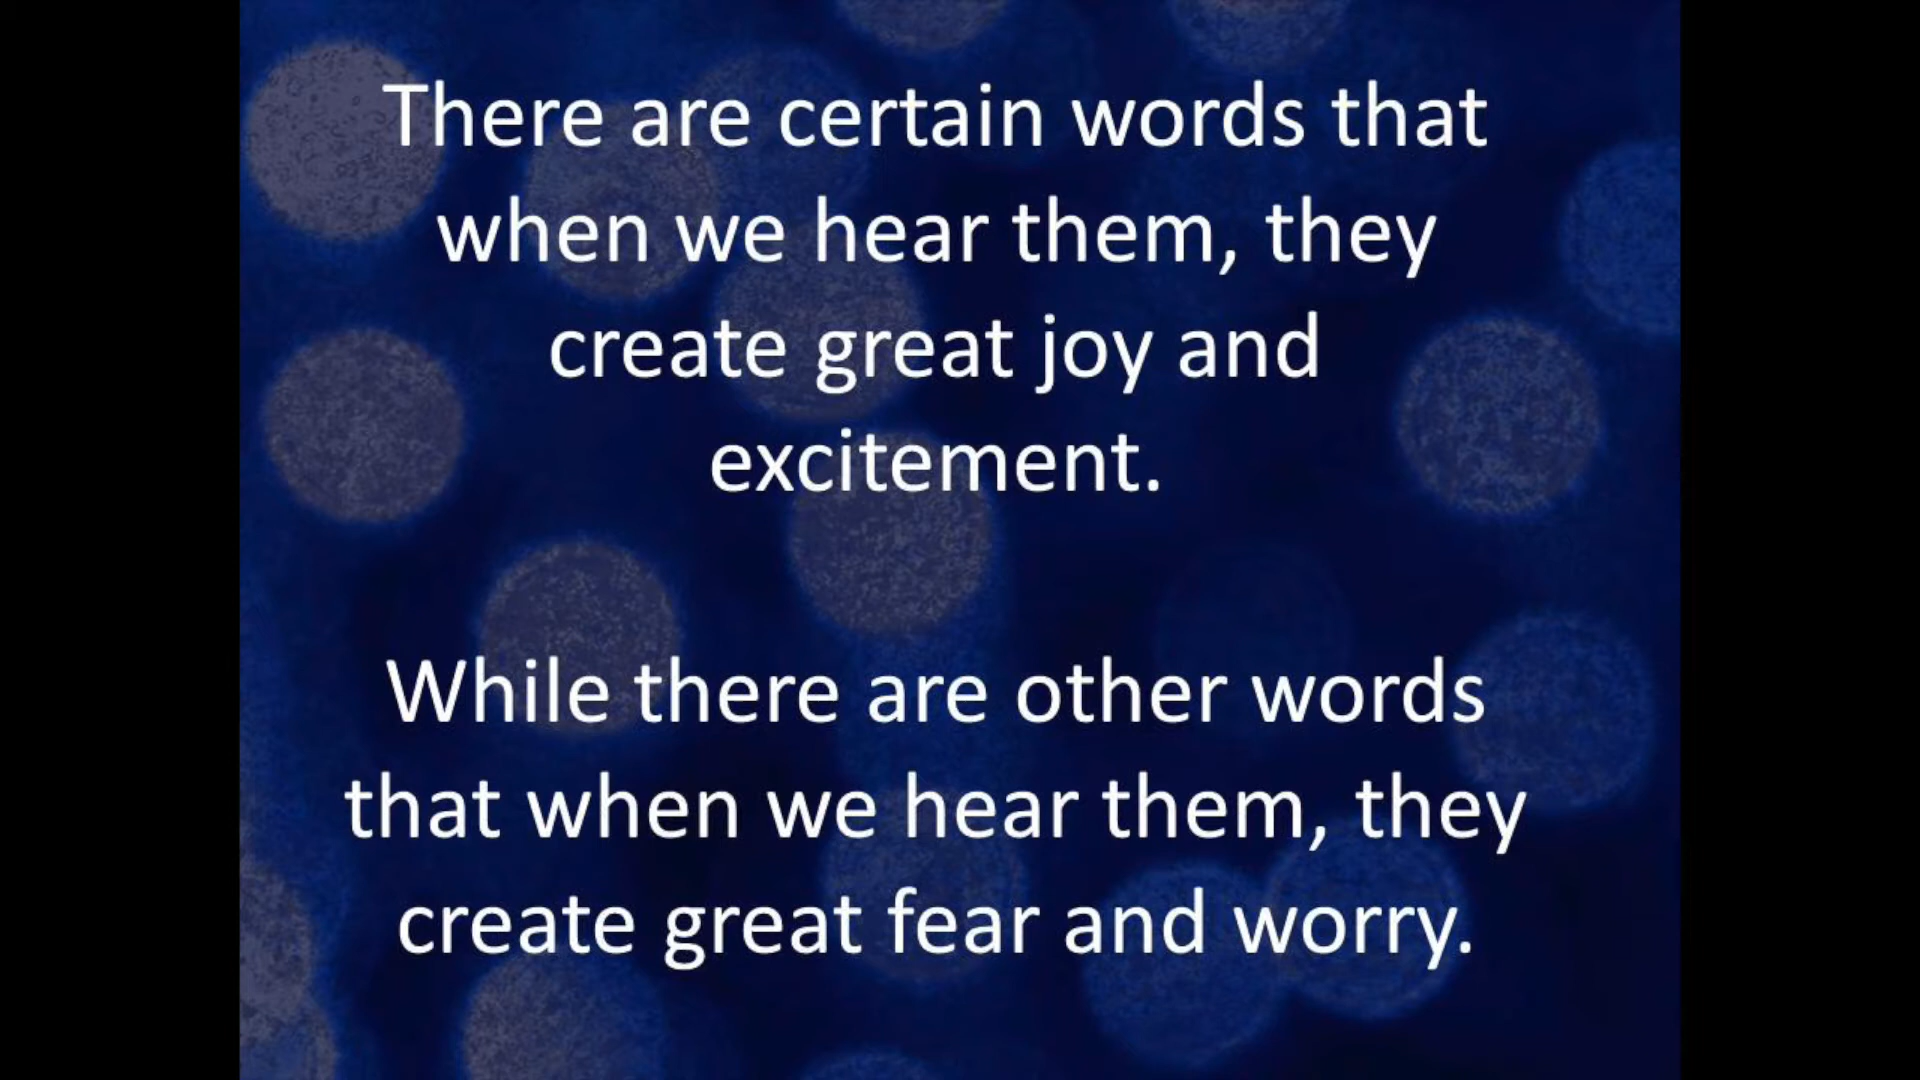 There are certain words that
when we hear them, they
create great joy and
excitement.
While there are other words
that when we hear them, they
create great fear and worry.